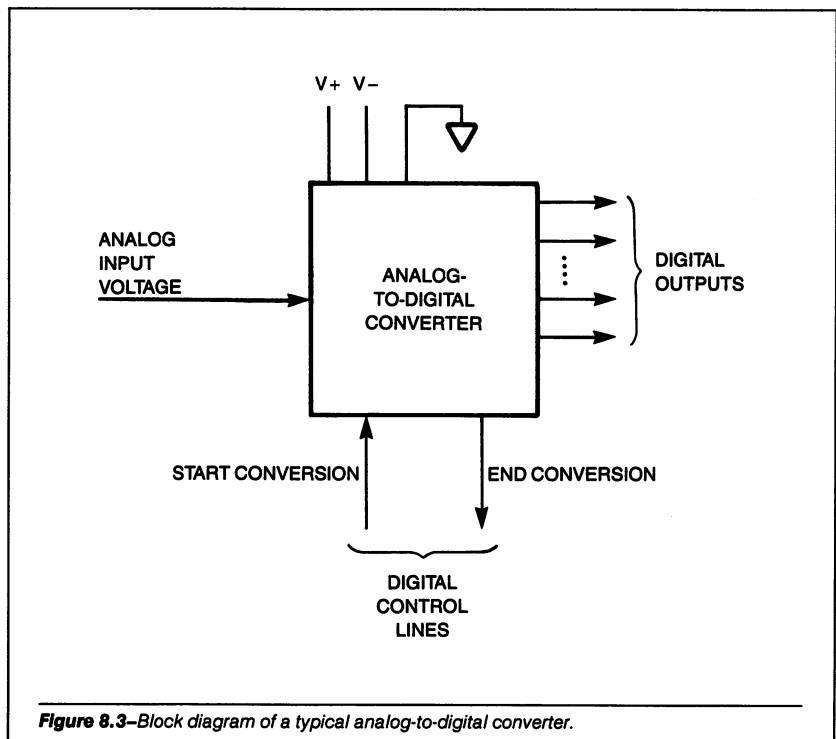 V+ V-
ANALOG
INPUT
VOLTAGE
ANALOG-
TO-DIGITAL
CONVERTER
DIGITAL
OUTPUTS
START CONVERSION
END CONVERSION
DIGITAL
CONTROL
LINES
Figure 8.3–Block diagram of a typical analog-to-digital converter.